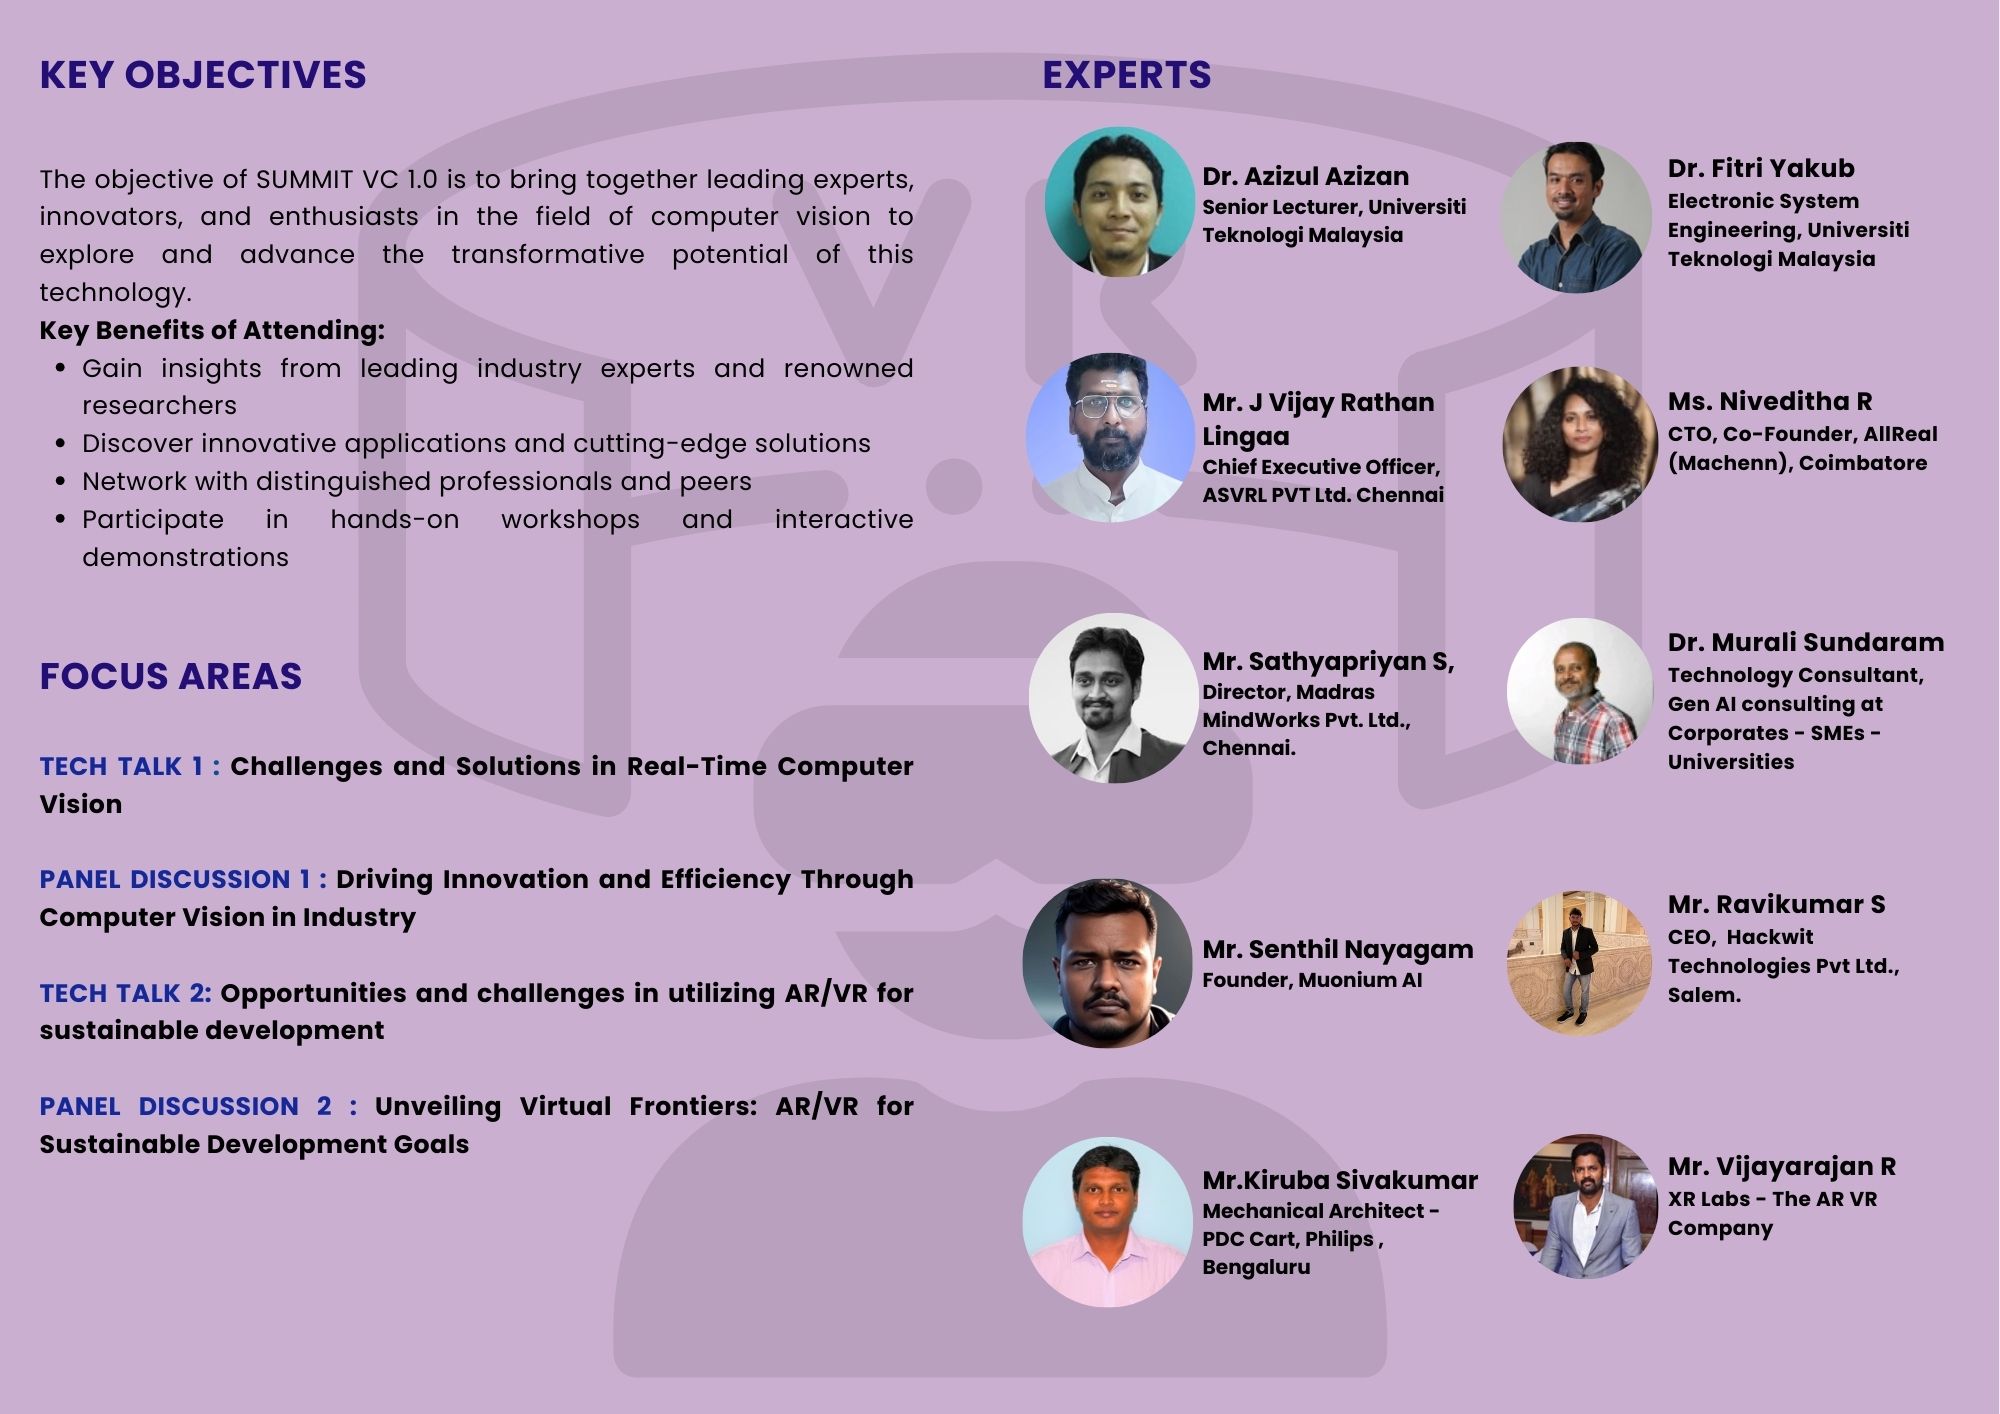 KEY OBJECTIVES
The objective of SUMMIT VC 1.0 is to bring together leading experts,
innovators, and enthusiasts in the field of computer vision to
explore and advance the transformative potential of this
technology.
Key Benefits of Attending:
• Gain insights from leading industry experts and renowned
researchers
• Discover innovative applications and cutting-edge solutions
• Network with distinguished professionals and peers
• Participate in hands-on workshops and interactive
demonstrations
FOCUS AREAS
TECH TALK 1 : Challenges and Solutions in Real-Time Computer
Vision
PANEL DISCUSSION 1 : Driving Innovation and Efficiency Through
Computer Vision in Industry
TECH TALK 2: Opportunities and challenges in utilizing AR/VR for
sustainable development
PANEL DISCUSSION 2 : Unveiling Virtual Frontiers: AR/VR for
Sustainable Development Goals
VR
EXPERTS
Dr. Azizul Azizan
Senior Lecturer, Universiti
Teknologi Malaysia
Dr. Fitri Yakub
Electronic System
Engineering, Universiti
Teknologi Malaysia
Mr. J Vijay Rathan
Lingaa
Chief Executive Officer,
ASVRL PVT Ltd. Chennai
Ms. Niveditha R
CTO, Co-Founder, AllReal
(Machenn), Coimbatore
Mr. Sathyapriyan S,
Director, Madras
MindWorks Pvt. Ltd.,
Chennai.
Dr. Murali Sundaram
Technology Consultant,
Gen AI consulting at
Corporates - SMEs -
Universities
Mr. Senthil Nayagam
Founder, Muonium AI
Mr. Ravikumar S
CEO, Hackwit
Technologies Pvt Ltd.,
Salem.
Mr.Kiruba Sivakumar
Mechanical Architect -
PDC Cart, Philips ,
Bengaluru
Mr. Vijayarajan R
XR Labs - The AR VR
Company